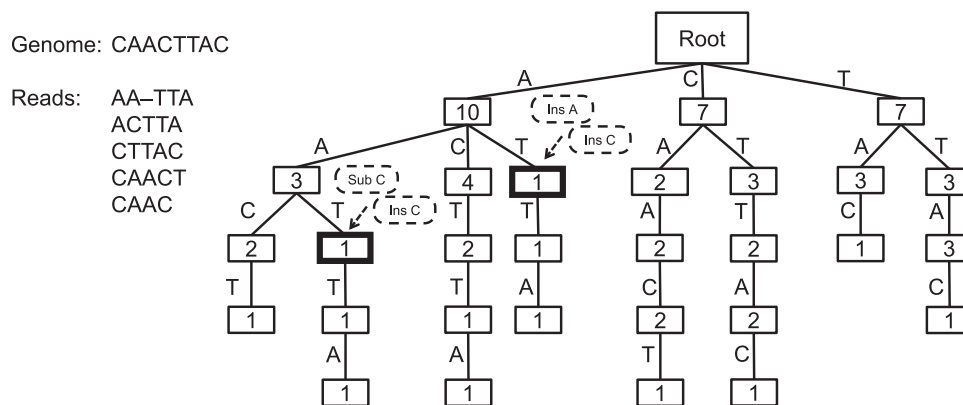 Root
Genome: CAACTTAC
A C T
Reads: AA–TTA
10 Ins A 7 7
ACTTA
A C T Ins C A T A T
CTTAC
3 Sub C 4 1 2 3 3 3
CAACT
CAAC
C T Ins C T T A T C A
2 1 2 1 2 2 1 3
T T T A C A C
1 1 1 1 2 2 1
A A T C
1 1 1 1